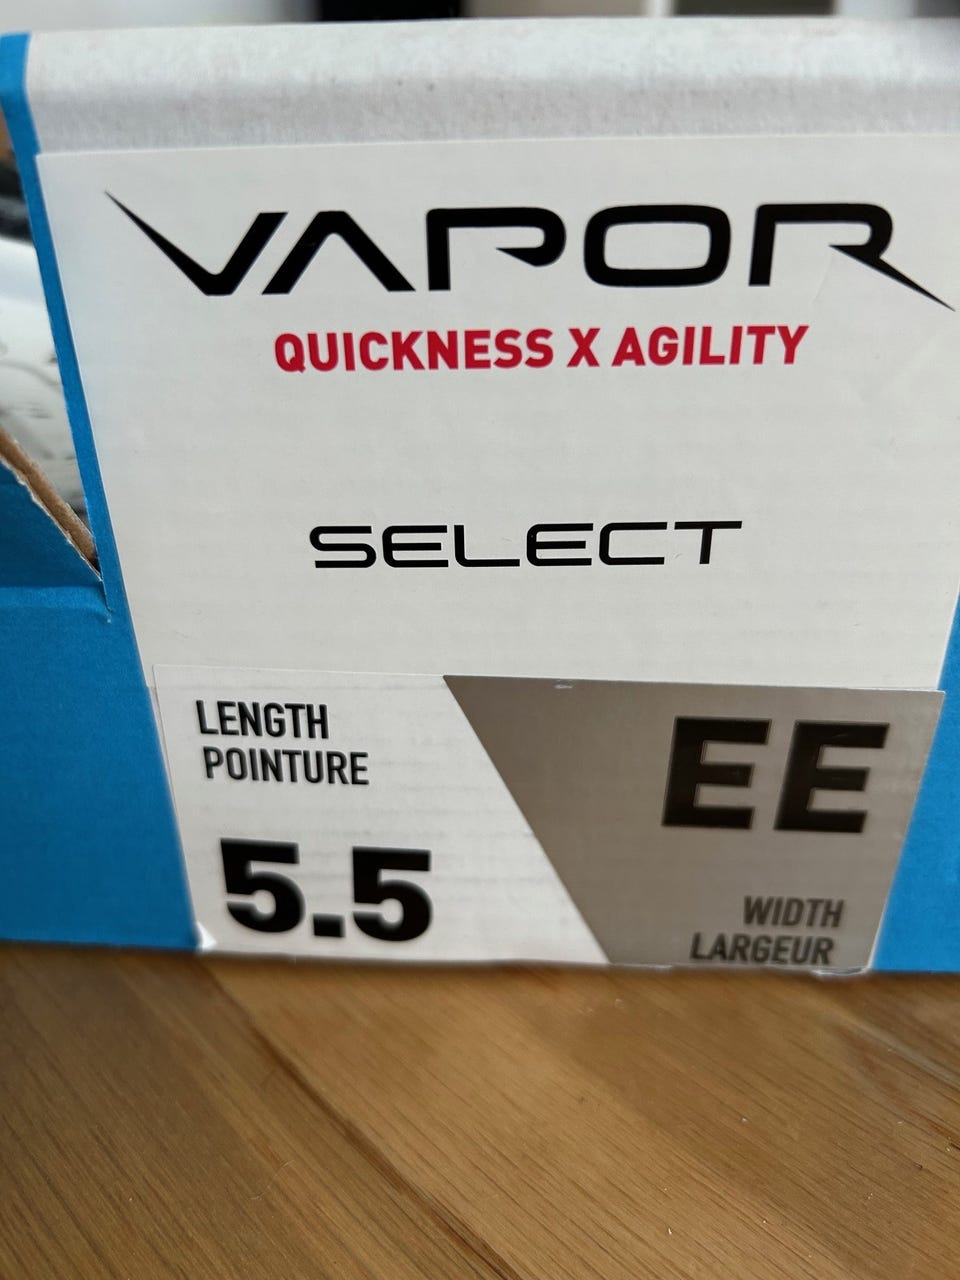 VAPOR
QUICKNESS X AGILITY
SELECT
LENGTH
POINTURE
5.5
EE
WIDTH
LARGEUR